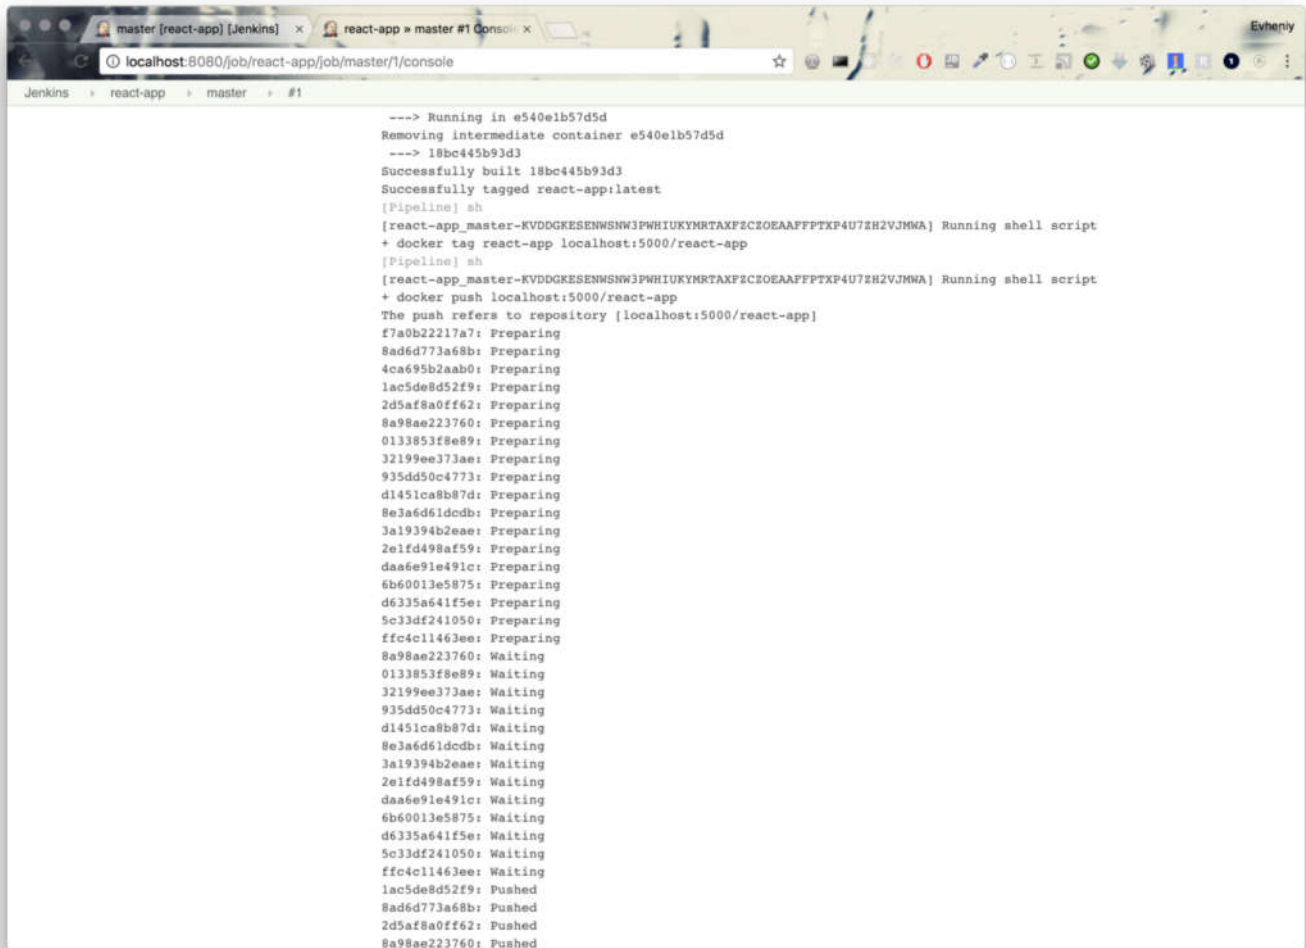 master [react-app] [Jenkins]
react-app » master #1 Consol
Evheniy
localhost:8080/job/react-app/job/master/1/console
Jenkins react-app master #1
---> Running in e540e1b57d5d
Removing intermediate container e540e1b57d5d
---> 18bc445b93d3
Successfully built 18bc445b93d3
Successfully tagged react-app:latest
[Pipeline] sh
[react-app_master-KVDDGKESENWSNW3PWHIUKYMRTAXFZCZOEAAFFPTXP4U7ZH2VJMWA] Running shell script
+ docker tag react-app localhost:5000/react-app
[Pipeline] sh
[react-app_master-KVDDGKESENWSNW3PWHIUKYMRTAXFZCZOEAAFFPTXP4U7ZH2VJMWA] Running shell script
+ docker push localhost:5000/react-app
The push refers to repository [localhost:5000/react-app]
f7a0b22217a7: Preparing
8ad6d773a68b: Preparing
4ca695b2aab0: Preparing
1ac5de8d52f9: Preparing
2d5af8a0ff62: Preparing
8a98ae223760: Preparing
0133853f8e89: Preparing
32199ee373ae: Preparing
935dd50c4773: Preparing
d1451ca8b87d: Preparing
8e3a6d61dcdb: Preparing
3a19394b2eae: Preparing
2e1fd498af59: Preparing
daa6e91e491c: Preparing
6b60013e5875: Preparing
d6335a641f5e: Preparing
5c33df241050: Preparing
ffc4c11463ee: Preparing
8a98ae223760: Waiting
0133853f8e89: Waiting
32199ee373ae: Waiting
935dd50c4773: Waiting
d1451ca8b87d: Waiting
8e3a6d61dcdb: Waiting
3a19394b2eae: Waiting
2e1fd498af59: Waiting
daa6e91e491c: Waiting
6b60013e5875: Waiting
d6335a641f5e: Waiting
5c33df241050: Waiting
ffc4c11463ee: Waiting
1ac5de8d52f9: Pushed
8ad6d773a68b: Pushed
2d5af8a0ff62: Pushed
8a98ae223760: Pushed